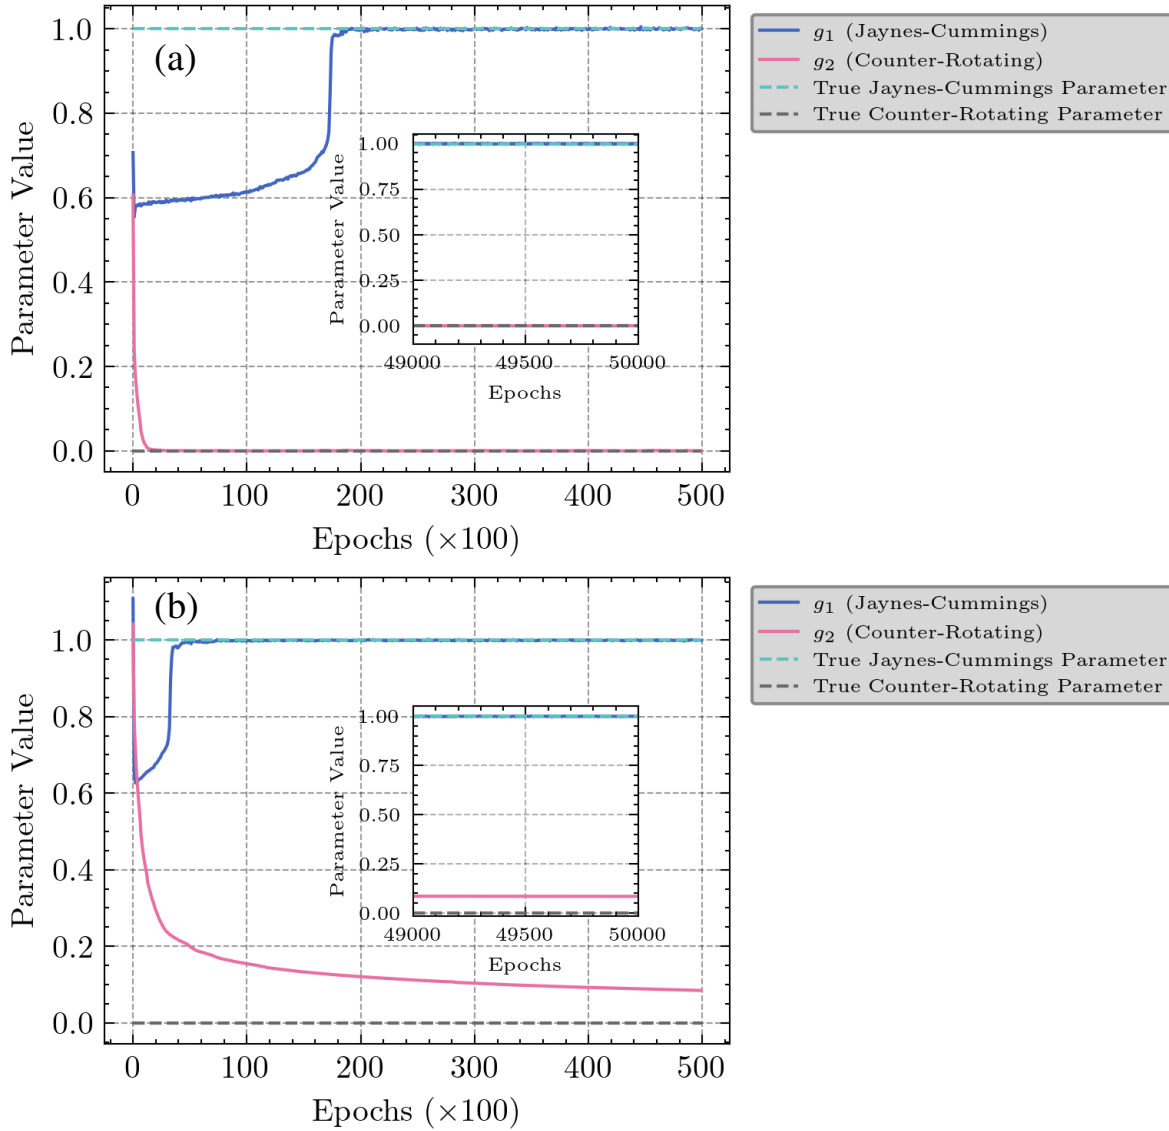 (a)
Parameter Value
1.0
0.8
0.6
0.4
0.2
0.0
0 100 200 300 400 500
Epochs (×100)
Parameter Value
1.00
0.75
0.50
0.25
0.00
49000 49500 50000
Epochs
g₁ (Jaynes-Cummings)
g₂ (Counter-Rotating)
True Jaynes-Cummings Parameter
True Counter-Rotating Parameter
(b)
Parameter Value
1.0
0.8
0.6
0.4
0.2
0.0
0 100 200 300 400 500
Epochs (×100)
Parameter Value
1.00
0.75
0.50
0.25
0.00
49000 49500 50000
Epochs
g₁ (Jaynes-Cummings)
g₂ (Counter-Rotating)
True Jaynes-Cummings Parameter
True Counter-Rotating Parameter